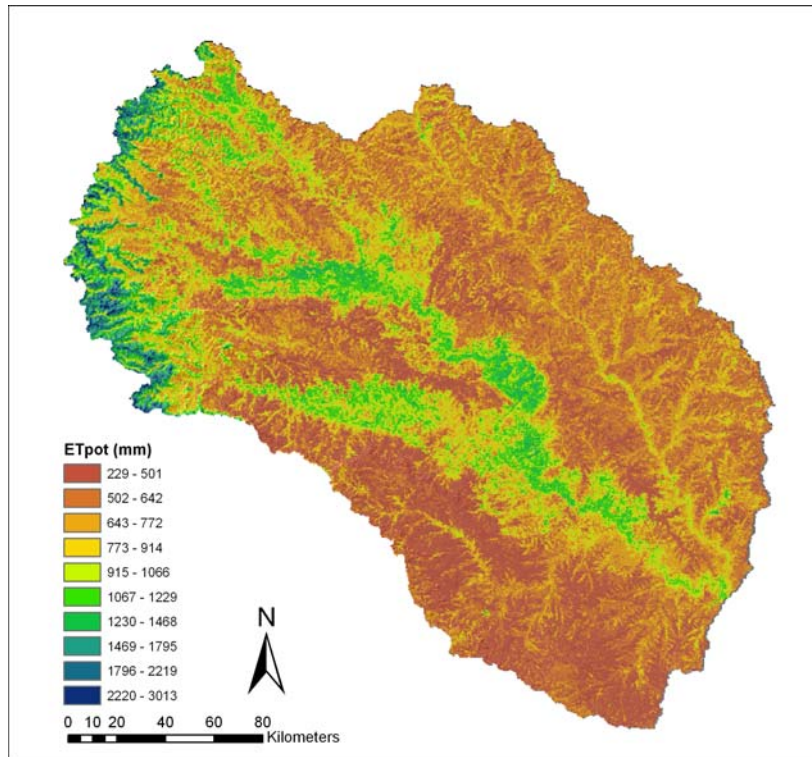 ETpot (mm)
229 - 501
502 - 642
643 - 772
773 - 914
915 - 1066
1067 - 1229
1230 - 1468
1469 - 1795
1796 - 2219
2220 - 3013
N
0 10 20 40 60 80
Kilometers